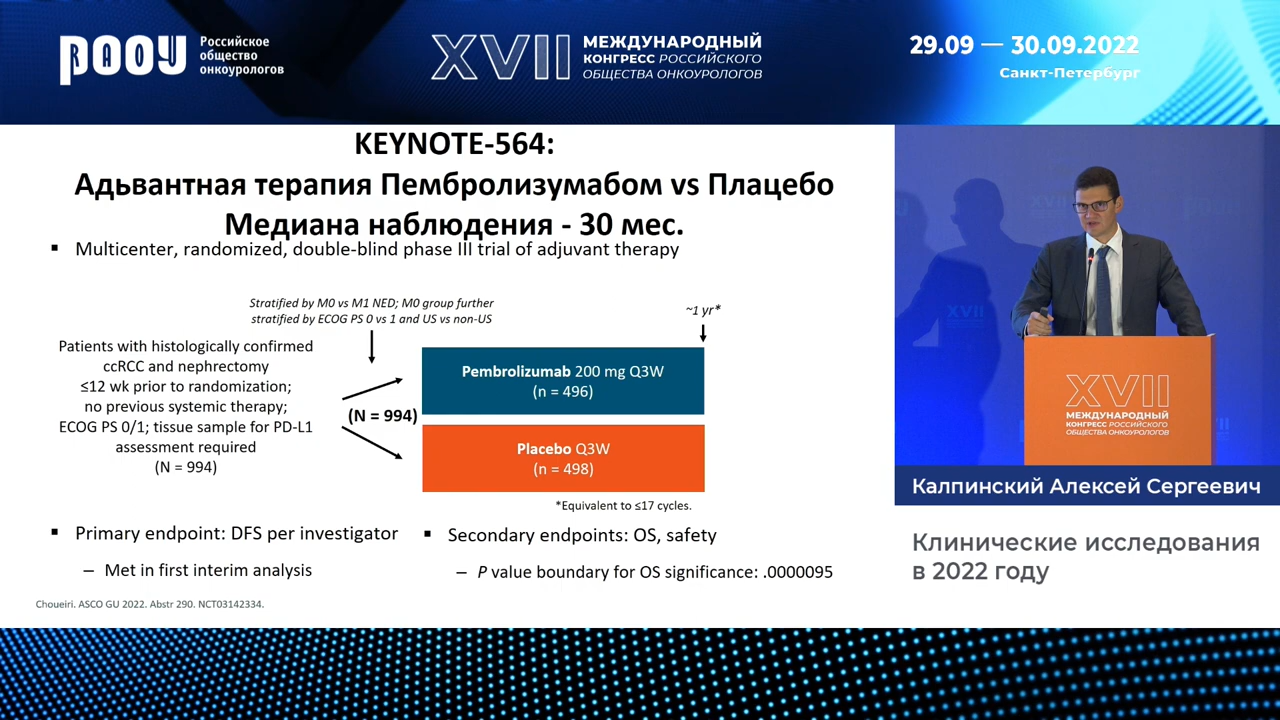 РАОУ
Российское
общество
онкоурологов
XVII
МЕЖДУНАРОДНЫЙ
КОНГРЕСС РОССИЙСКОГО
ОБЩЕСТВА ОНКОУРОЛОГОВ
29.09 — 30.09.2022
Санкт-Петербург
KEYNOTE-564:
Адьвантная терапия Пембролизумабом vs Плацебо
Медиана наблюдения - 30 мес.
▪ Multicenter, randomized, double-blind phase III trial of adjuvant therapy
Stratified by M0 vs M1 NED; M0 group further
stratified by ECOG PS 0 vs 1 and US vs non-US
~1 yr*
Patients with histologically confirmed
ccRCC and nephrectomy
≤12 wk prior to randomization;
no previous systemic therapy;
ECOG PS 0/1; tissue sample for PD-L1
assessment required
(N = 994)
(N = 994)
Pembrolizumab 200 mg Q3W
(n = 496)
Placebo Q3W
(n = 498)
*Equivalent to ≤17 cycles.
▪ Primary endpoint: DFS per investigator
– Met in first interim analysis
▪ Secondary endpoints: OS, safety
– P value boundary for OS significance: .0000095
Choueiri. ASCO GU 2022. Abstr 290. NCT03142334.
XVII
МЕЖДУНАРОДНЫЙ
КОНГРЕСС РОССИЙСКОГО
ОБЩЕСТВА ОНКОУРОЛОГОВ
Калпинский Алексей Сергеевич
Клинические исследования
в 2022 году